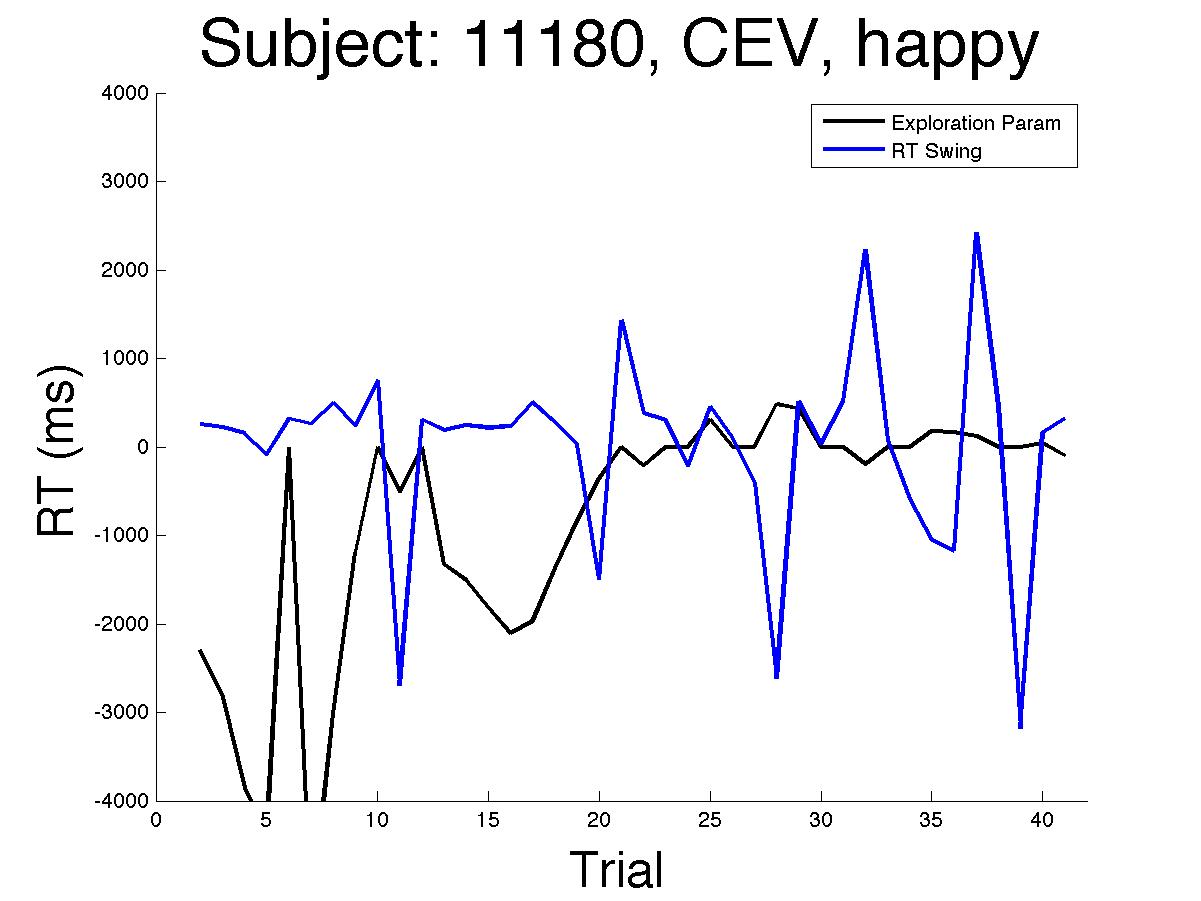 Subject: 11180, CEV, happy
4000
3000
2000
1000
0
-1000
-2000
-3000
-4000
RT (ms)
Exploration Param
RT Swing
0 5 10 15 20 25 30 35 40
Trial